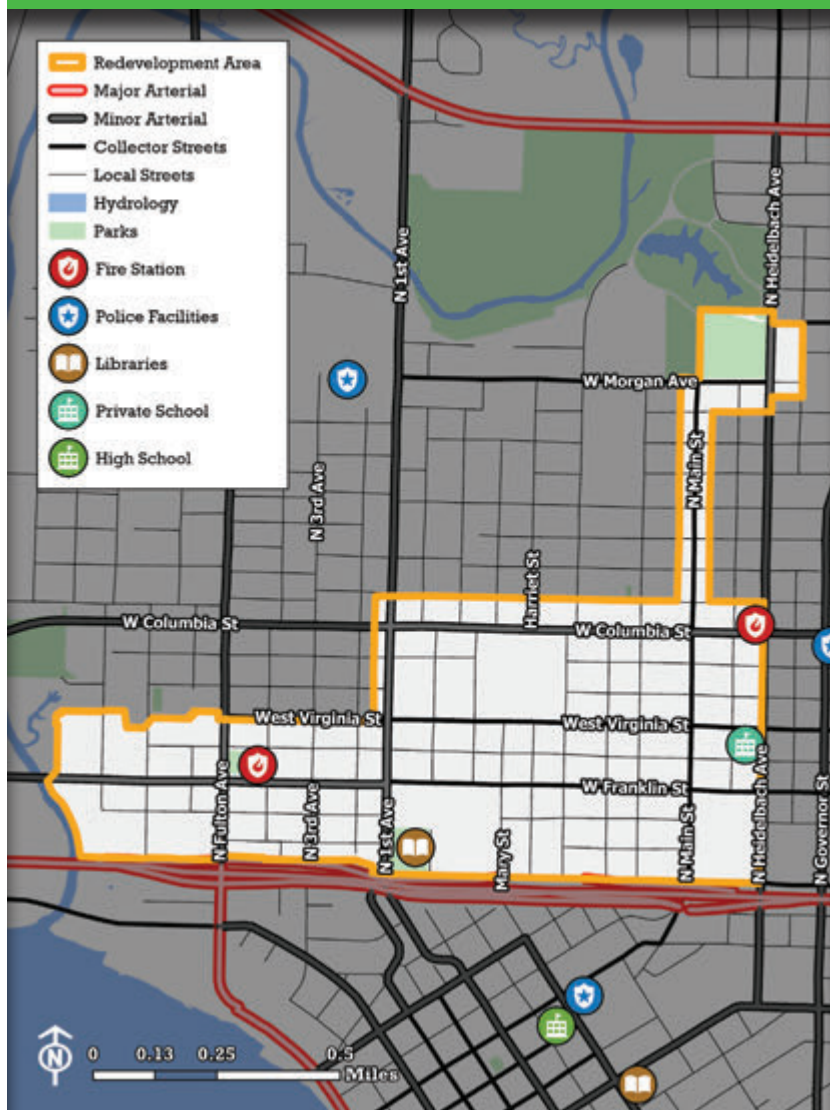 Redevelopment Area
Major Arterial
Minor Arterial
Collector Streets
Local Streets
Hydrology
Parks
Fire Station
Police Facilities
Libraries
Private School
High School
N 1st Ave
N Heidelbach Ave
W Morgan Ave
N Main St
N 3rd Ave
Harriet St
W Columbia St
W Columbia St
West Virginia St
West Virginia St
W Franklin St
N Fulton Ave
N 3rd Ave
N 1st Ave
Mary St
N Main St
N Heidelbach Ave
N Governor St
N
0 0.13 0.25 0.5
Miles